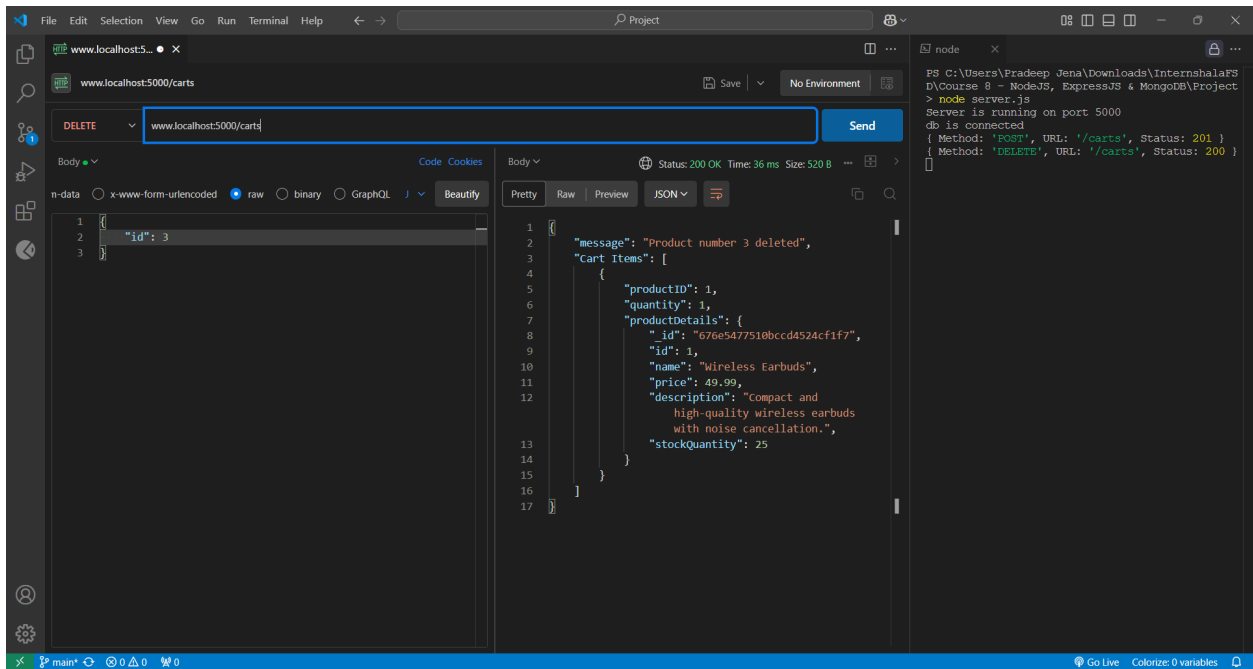 File Edit Selection View Go Run Terminal Help
Project
www.localhost:5...
node
www.localhost:5000/carts
Save
No Environment
DELETE
www.localhost:5000/carts
Send
Body
Code Cookies
n-data
x-www-form-urlencoded
raw
binary
GraphQL
J
Beautify
1 {
2 "id": 3
3 }
Body
Status: 200 OK Time: 36 ms Size: 520 B
Pretty Raw Preview JSON
1 {
2 "message": "Product number 3 deleted",
3 "Cart Items": [
4 {
5 "productID": 1,
6 "quantity": 1,
7 "productDetails": {
8 "_id": "676e5477510bccd4524cf1f7",
9 "id": 1,
10 "name": "Wireless Earbuds",
11 "price": 49.99,
12 "description": "Compact and
high-quality wireless earbuds
with noise cancellation.",
13 "stockQuantity": 25
14 }
15 }
16 ]
17 }
PS C:\Users\Pradeep Jena\Downloads\InternshalaFS
D\Course 8 - NodeJS, ExpressJS & MongoDB\Project
> node server.js
Server is running on port 5000
db is connected
{ Method: 'POST', URL: '/carts', Status: 201 }
{ Method: 'DELETE', URL: '/carts', Status: 200 }
main* 0 0 0
Go Live Colorize: 0 variables